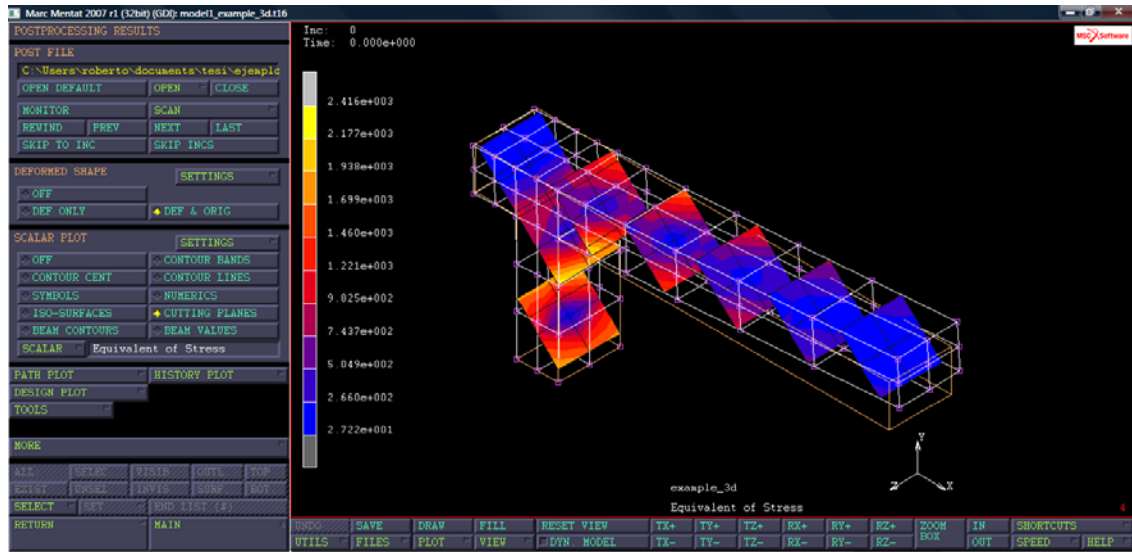 Marc Mentat 2007 r1 (32bit) (GDI): model1_example_3d.t16
POSTPROCESSING RESULTS
POST FILE
C:\Users\roberto\documents\tesi\ejemplo
OPEN DEFAULT OPEN CLOSE
MONITOR SCAN
REWIND PREV NEXT LAST
SKIP TO INC SKIP INCS
DEFORMED SHAPE SETTINGS
OFF
DEF ONLY DEF & ORIG
SCALAR PLOT SETTINGS
OFF CONTOUR BANDS
CONTOUR CENT CONTOUR LINES
SYMBOLS NUMERICS
ISO-SURFACES CUTTING PLANES
BEAM CONTOURS BEAM VALUES
SCALAR Equivalent of Stress
PATH PLOT HISTORY PLOT
DESIGN PLOT
TOOLS
MORE
ALL SELEC VISIB OUTL TOP
EXIST UNSEL INVIS SURF BOT
SELECT SET END LIST (#)
RETURN MAIN
Inc: 0
Time: 0.000e+000
MSC Software
2.416e+003
2.177e+003
1.938e+003
1.699e+003
1.460e+003
1.221e+003
9.825e+002
7.437e+002
5.049e+002
2.660e+002
2.722e+001
Y
Z X
example_3d
Equivalent of Stress
4
UNDO SAVE DRAW FILL RESET VIEW TX+ TY+ TZ+ RX+ RY+ RZ+ ZOOM BOX IN SHORTCUTS
UTILS FILES PLOT VIEW DYN. MODEL TX- TY- TZ- RX- RY- RZ- OUT SPEED HELP